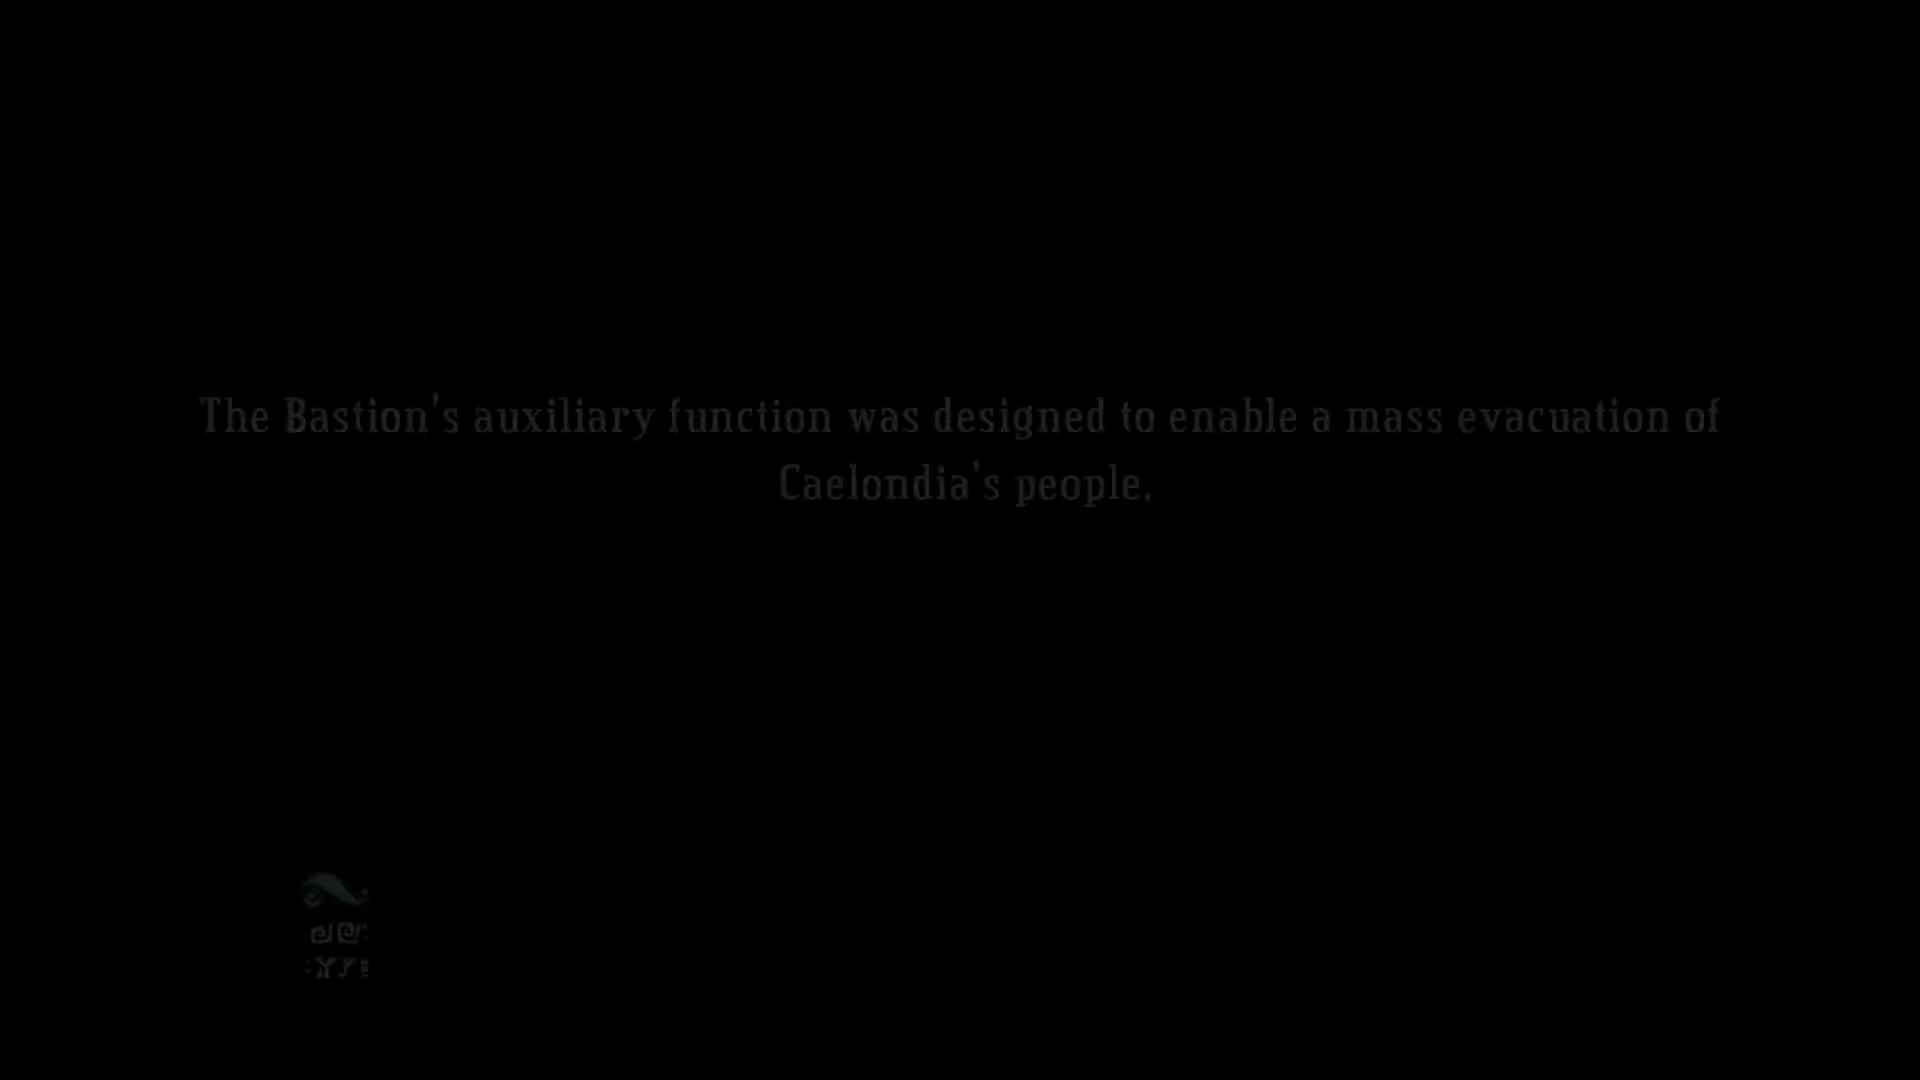 The Bastion's auxiliary function was designed to enable a mass evacuation of
Caelondia's people.